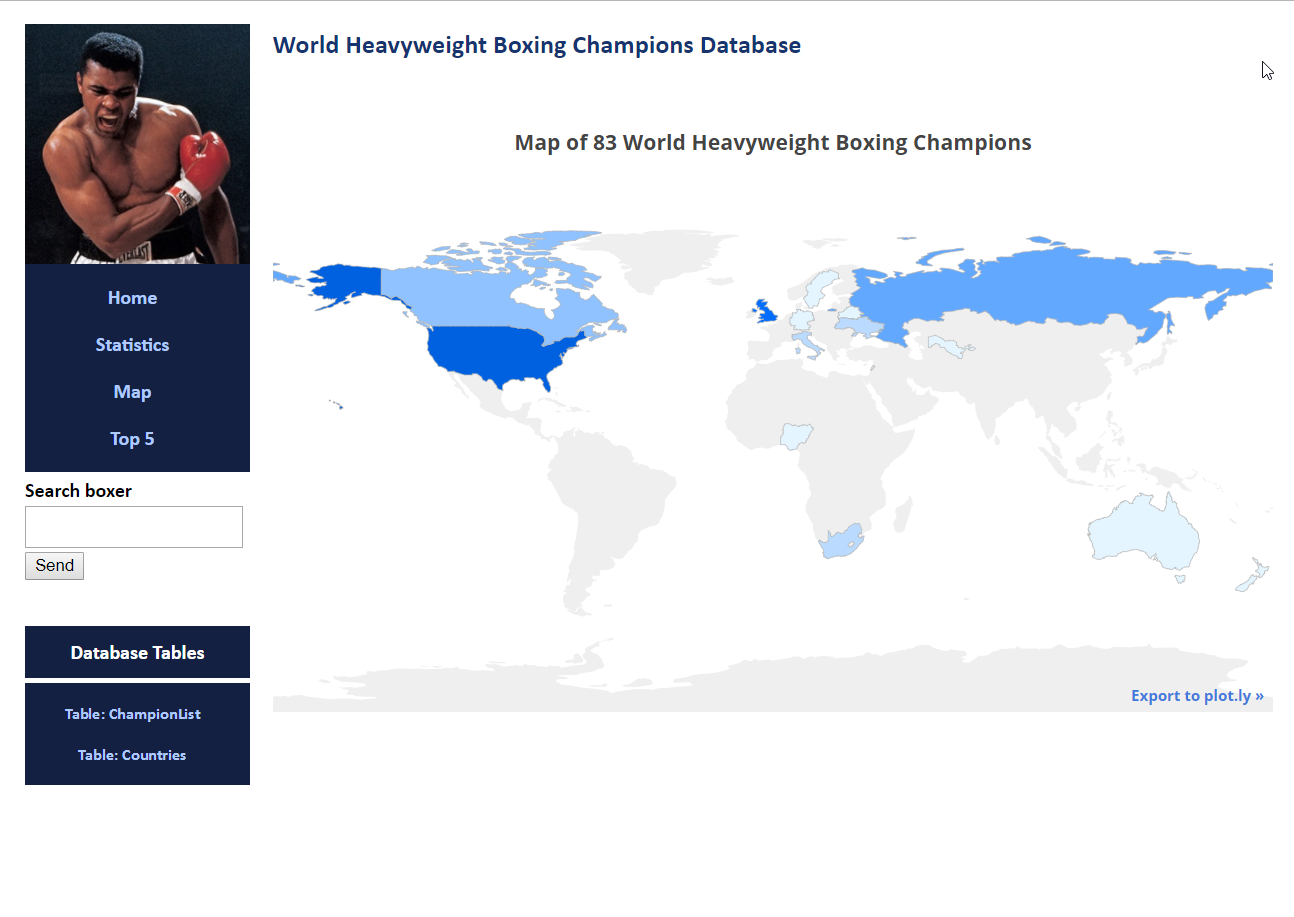 World Heavyweight Boxing Champions Database
Map of 83 World Heavyweight Boxing Champions
EVERLAST
Home
Statistics
Map
Top 5
Search boxer
Send
Database Tables
Table: ChampionList
Table: Countries
Export to plot.ly »